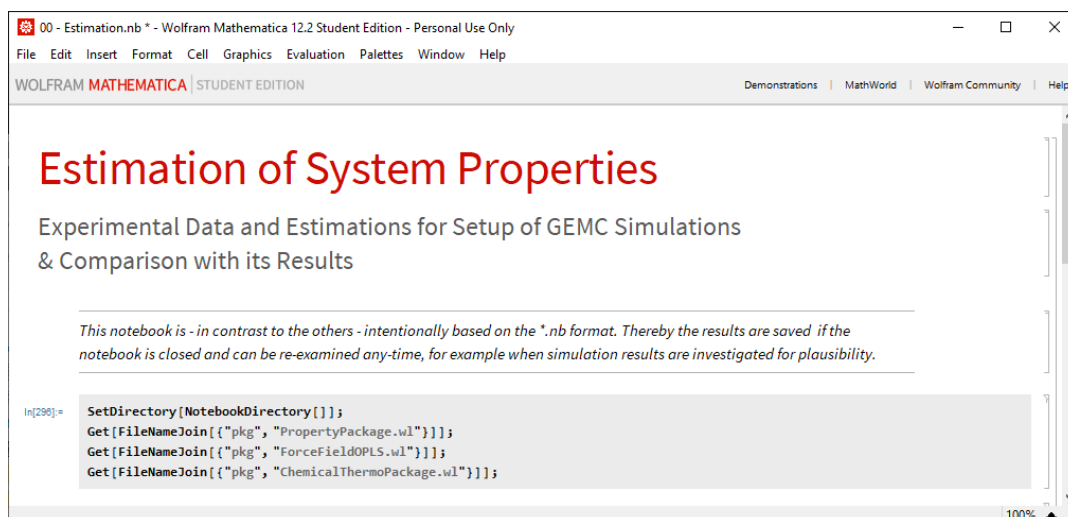 00 - Estimation.nb * - Wolfram Mathematica 12.2 Student Edition - Personal Use Only
File Edit Insert Format Cell Graphics Evaluation Palettes Window Help
WOLFRAM MATHEMATICA | STUDENT EDITION Demonstrations | MathWorld | Wolfram Community | Help
Estimation of System Properties
Experimental Data and Estimations for Setup of GEMC Simulations
& Comparison with its Results
This notebook is - in contrast to the others - intentionally based on the *.nb format. Thereby the results are saved if the
notebook is closed and can be re-examined any-time, for example when simulation results are investigated for plausibility.
In[296]:= SetDirectory[NotebookDirectory[]];
Get[FileNameJoin[{"pkg", "PropertyPackage.wl"}]];
Get[FileNameJoin[{"pkg", "ForceFieldOPLS.wl"}]];
Get[FileNameJoin[{"pkg", "ChemicalThermoPackage.wl"}]];
100%